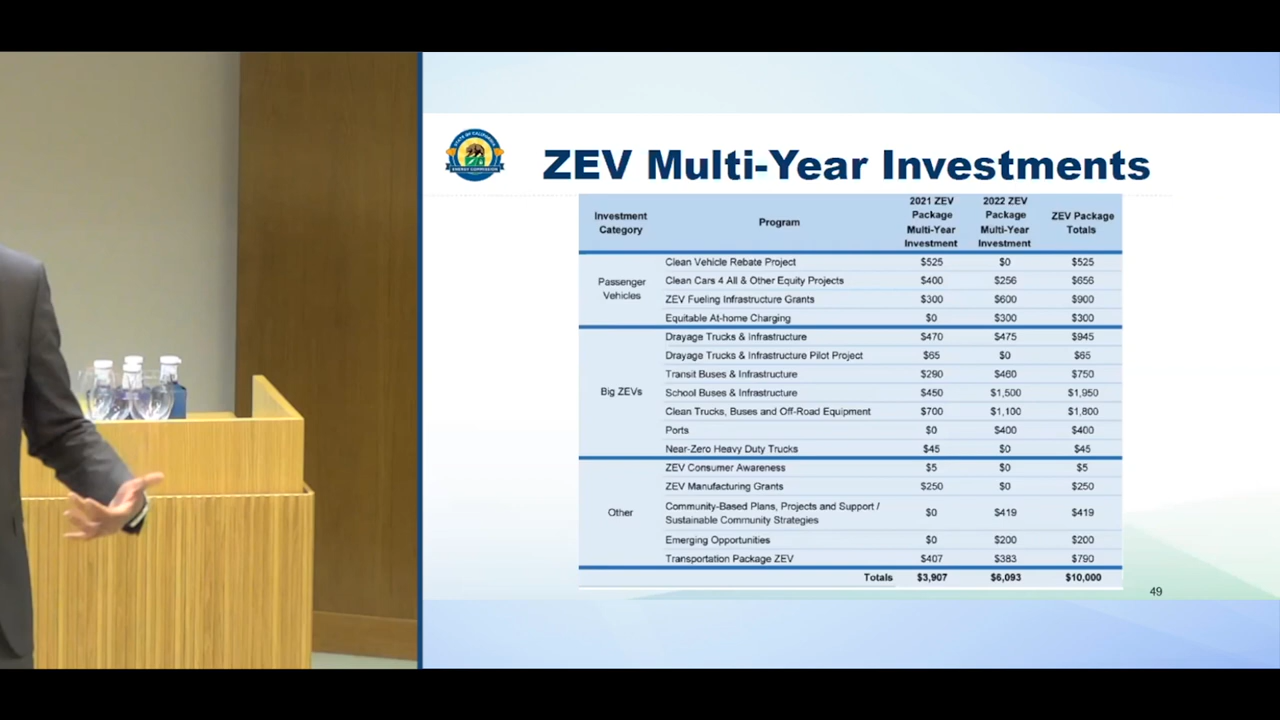 STATE OF CALIFORNIA
ENERGY COMMISSION
ZEV Multi-Year Investments
Investment Category Program 2021 ZEV Package Multi-Year Investment 2022 ZEV Package Multi-Year Investment ZEV Package Totals
Passenger Vehicles
Clean Vehicle Rebate Project $525 $0 $525
Clean Cars 4 All & Other Equity Projects $400 $256 $656
ZEV Fueling Infrastructure Grants $300 $600 $900
Equitable At-home Charging $0 $300 $300
Big ZEVs
Drayage Trucks & Infrastructure $470 $475 $945
Drayage Trucks & Infrastructure Pilot Project $65 $0 $65
Transit Buses & Infrastructure $290 $460 $750
School Buses & Infrastructure $450 $1,500 $1,950
Clean Trucks, Buses and Off-Road Equipment $700 $1,100 $1,800
Ports $0 $400 $400
Near-Zero Heavy Duty Trucks $45 $0 $45
Other
ZEV Consumer Awareness $5 $0 $5
ZEV Manufacturing Grants $250 $0 $250
Community-Based Plans, Projects and Support /
Sustainable Community Strategies $0 $419 $419
Emerging Opportunities $0 $200 $200
Transportation Package ZEV $407 $383 $790
Totals $3,907 $6,093 $10,000
49